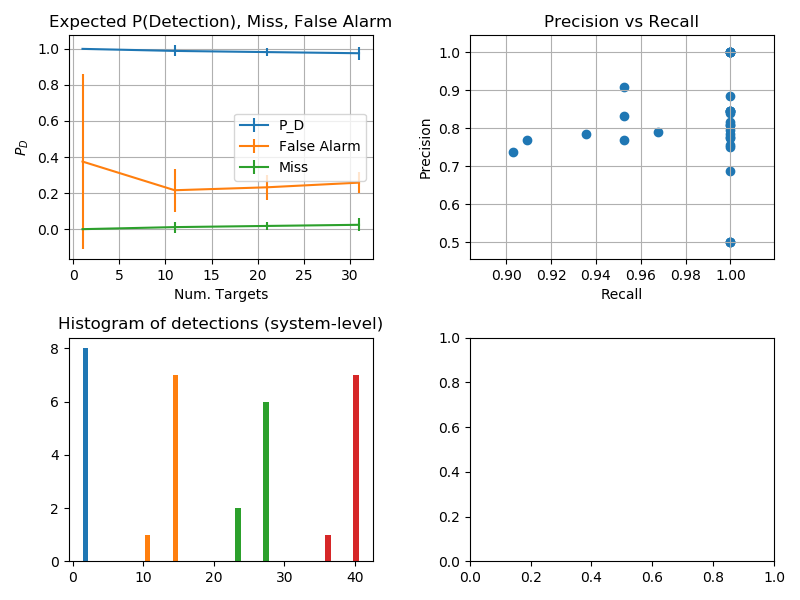 Expected P(Detection), Miss, False Alarm
1.0
0.8
0.6
0.4
0.2
0.0
P_D
P_D
False Alarm
Miss
0 5 10 15 20 25 30
Num. Targets
Precision vs Recall
1.0
0.9
0.8
0.7
0.6
0.5
Precision
0.90 0.92 0.94 0.96 0.98 1.00
Recall
Histogram of detections (system-level)
8
6
4
2
0
0 10 20 30 40
1.0
0.8
0.6
0.4
0.2
0.0
0.0 0.2 0.4 0.6 0.8 1.0